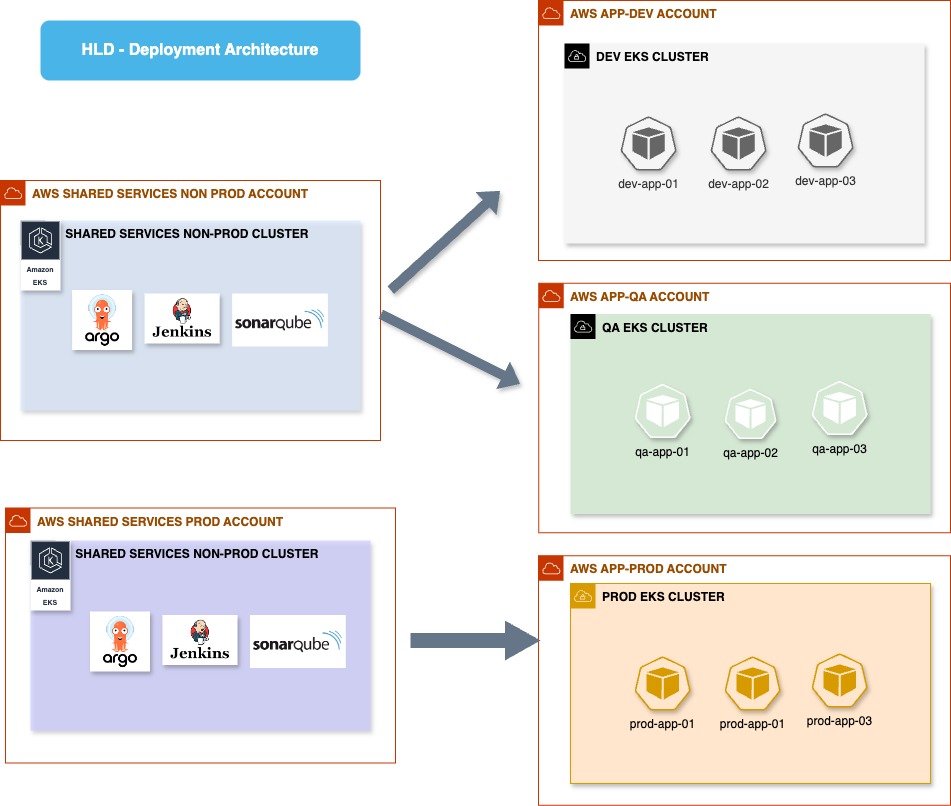 HLD - Deployment Architecture
AWS SHARED SERVICES NON PROD ACCOUNT
SHARED SERVICES NON-PROD CLUSTER
Amazon
EKS
argo
Jenkins
sonarqube
AWS SHARED SERVICES PROD ACCOUNT
SHARED SERVICES NON-PROD CLUSTER
Amazon
EKS
argo
Jenkins
sonarqube
AWS APP-DEV ACCOUNT
DEV EKS CLUSTER
dev-app-01
dev-app-02
dev-app-03
AWS APP-QA ACCOUNT
QA EKS CLUSTER
qa-app-01
qa-app-02
qa-app-03
AWS APP-PROD ACCOUNT
PROD EKS CLUSTER
prod-app-01
prod-app-01
prod-app-03